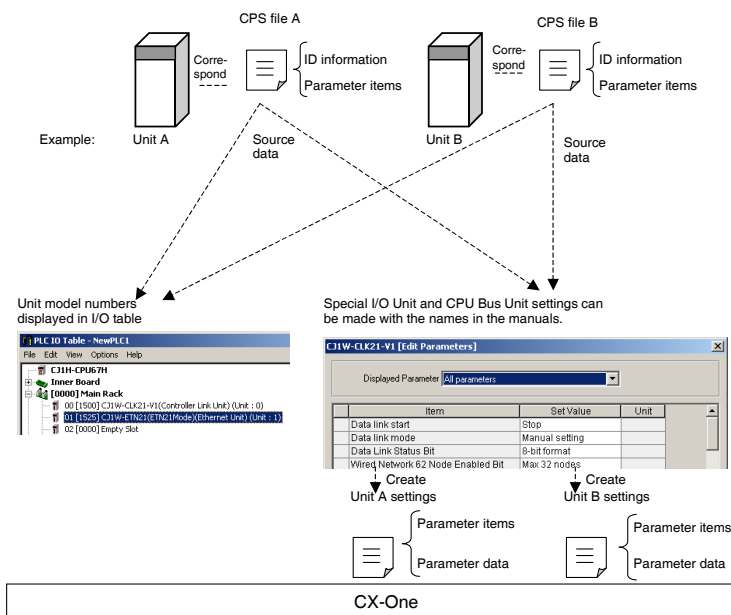 CPS file A
CPS file B
Corre-
spond
ID information
Parameter items
Corre-
spond
ID information
Parameter items
Example:
Unit A
Source
data
Unit B
Source
data
Unit model numbers
displayed in I/O table
Special I/O Unit and CPU Bus Unit settings can
be made with the names in the manuals.
PLC IO Table - NewPLC1
File Edit View Options Help
CJ1H-CPU67H
Inner Board
[0000] Main Rack
00 [1500] CJ1W-CLK21-V1(Controller Link Unit) (Unit : 0)
01 [1525] CJ1W-ETN21(ETN21Mode)(Ethernet Unit) (Unit : 1)
02 [0000] Empty Slot
CJ1W-CLK21-V1 [Edit Parameters]
Displayed Parameter All parameters
Item Set Value Unit
Data link start Stop
Data link mode Manual setting
Data Link Status Bit 8-bit format
Wired Network 62 Node Enabled Bit Max 32 nodes
Create
Unit A settings
Create
Unit B settings
Parameter items
Parameter data
Parameter items
Parameter data
CX-One